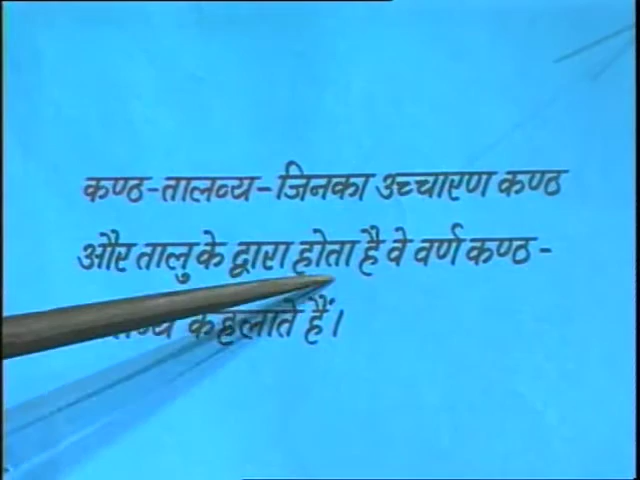 कण्ठ-तालव्य-जिनका उच्चारण कण्ठ
और तालु के द्वारा होता है वे वर्ण कण्ठ-
कहलाते हैं।